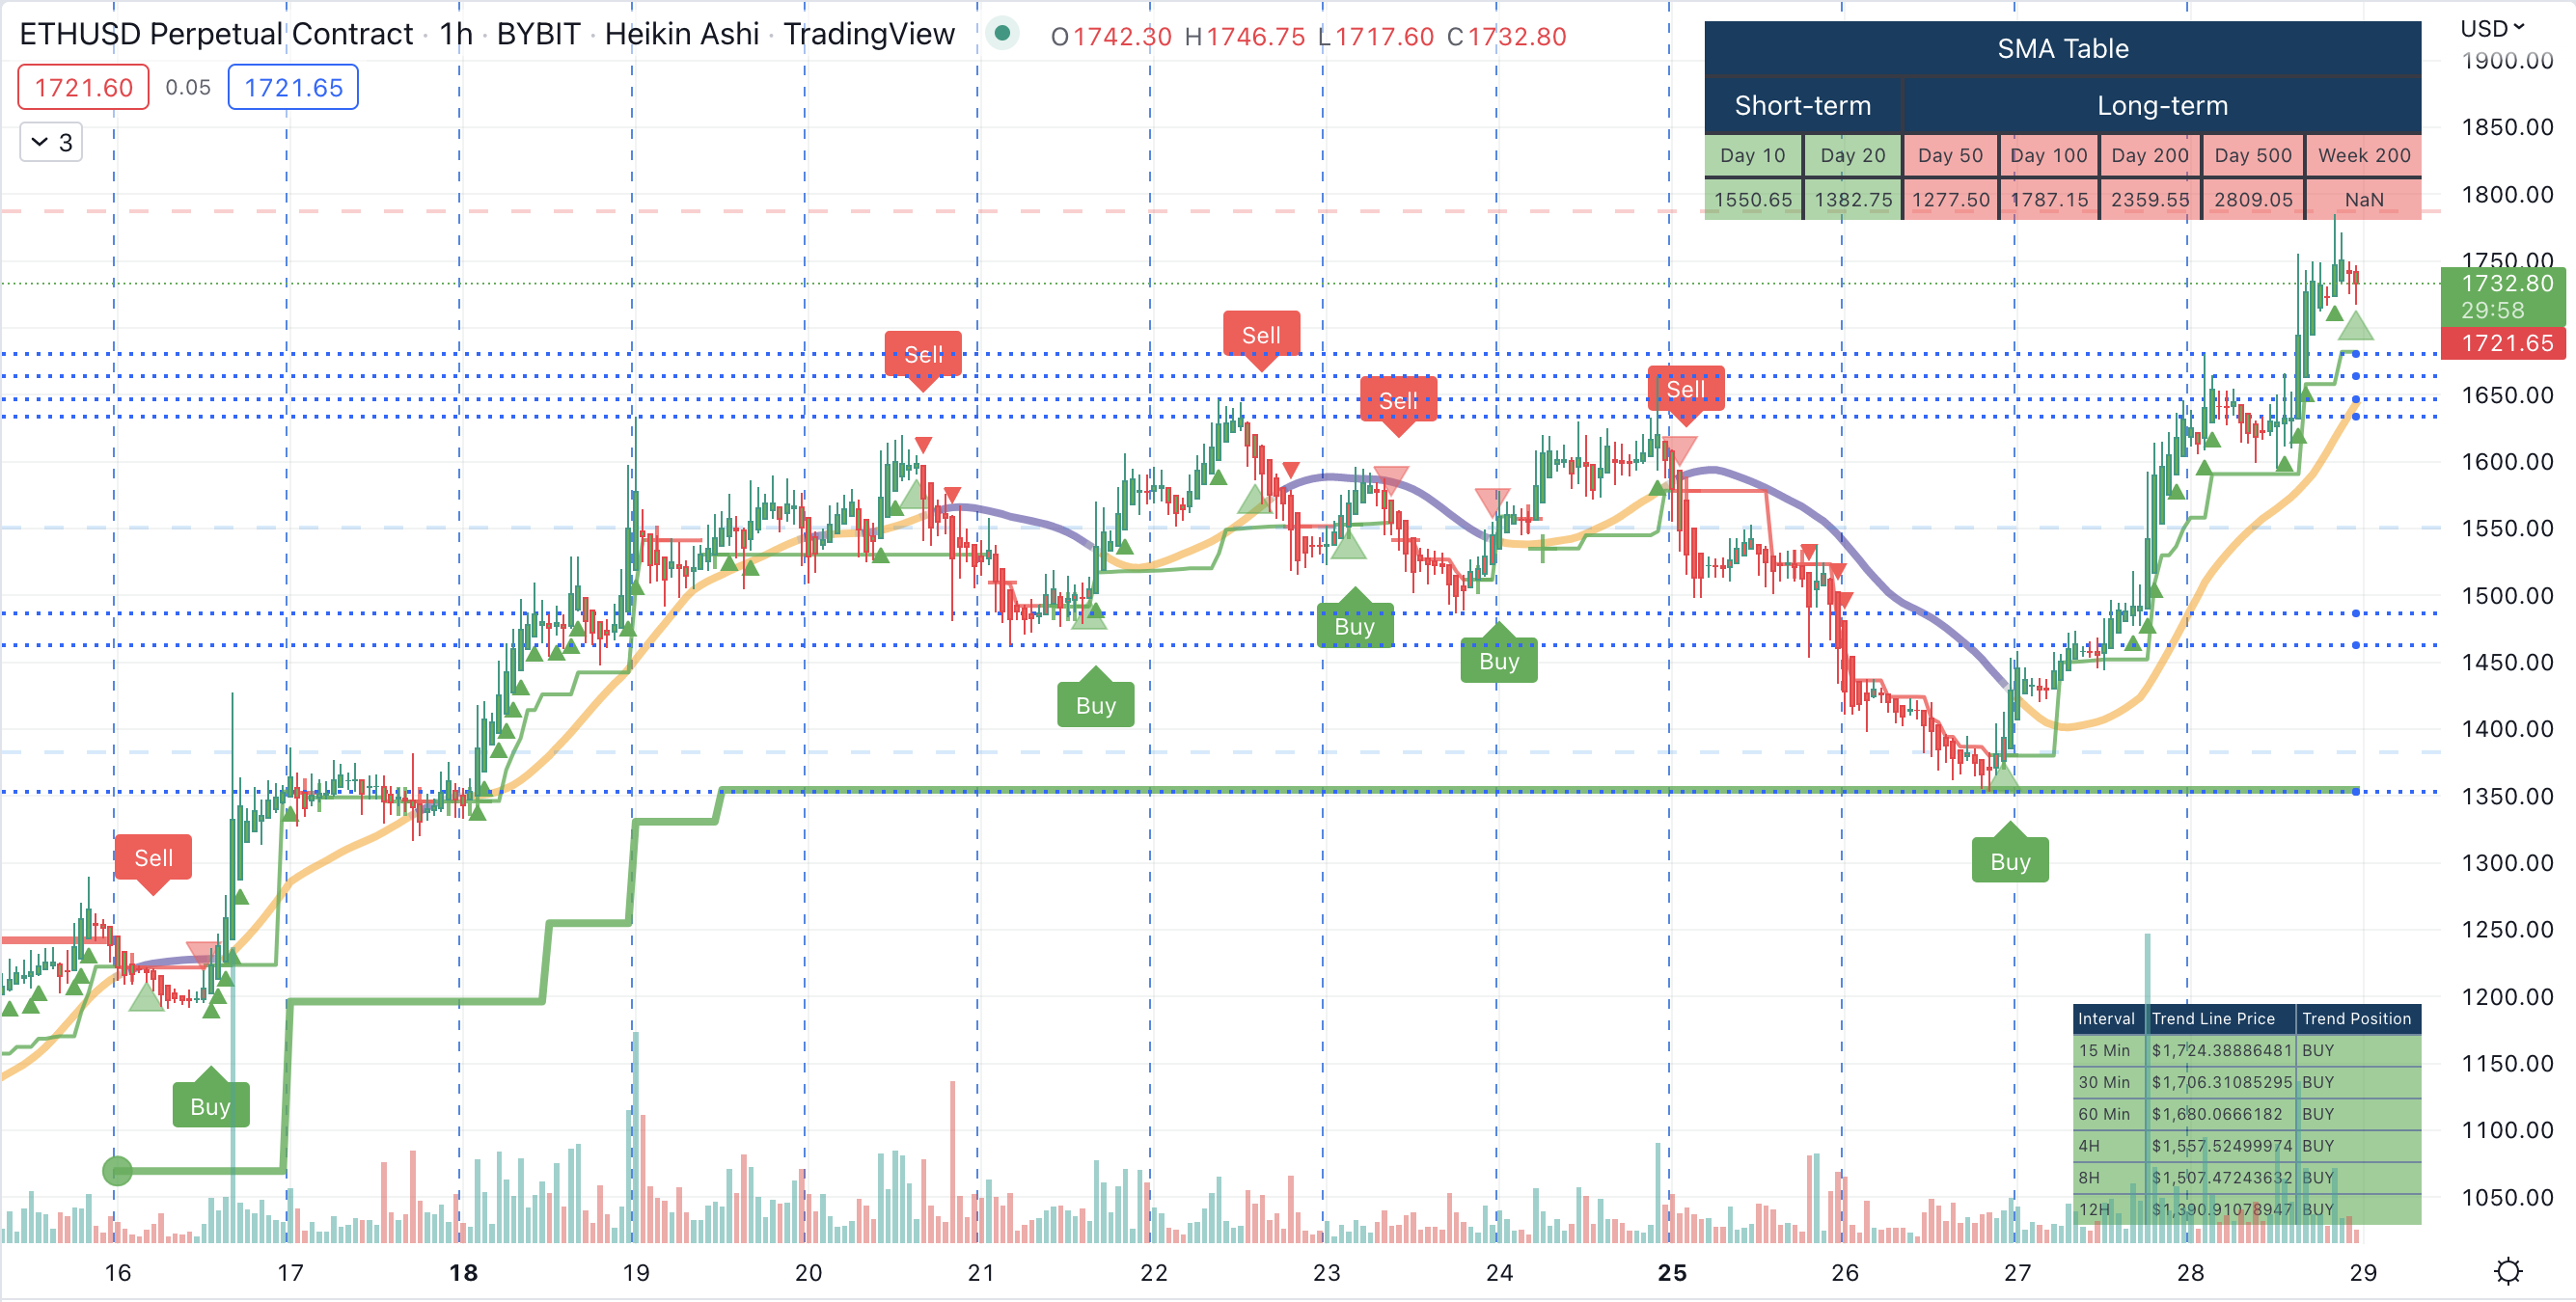 ETHUSD Perpetual Contract · 1h · BYBIT · Heikin Ashi · TradingView O1742.30 H1746.75 L1717.60 C1732.80
1721.60 0.05 1721.65
3
SMA Table
Short-term Long-term
Day 10 Day 20 Day 50 Day 100 Day 200 Day 500 Week 200
1550.65 1382.75 1277.50 1787.15 2359.55 2809.05 NaN
USD
1900.00
1850.00
1800.00
1750.00
1732.80
29:58
1721.65
1650.00
1600.00
1550.00
1500.00
1450.00
1400.00
1350.00
1300.00
1250.00
1200.00
1150.00
1100.00
1050.00
Sell
Buy
Sell
Buy
Sell
Buy
Sell
Buy
Sell
Buy
Interval Trend Line Price Trend Position
15 Min $1,724.38886481 BUY
30 Min $1,706.31085295 BUY
60 Min $1,680.0666182 BUY
4H $1,557.52499974 BUY
8H $1,507.47243632 BUY
12H $1,390.91078947 BUY
16 17 18 19 20 21 22 23 24 25 26 27 28 29